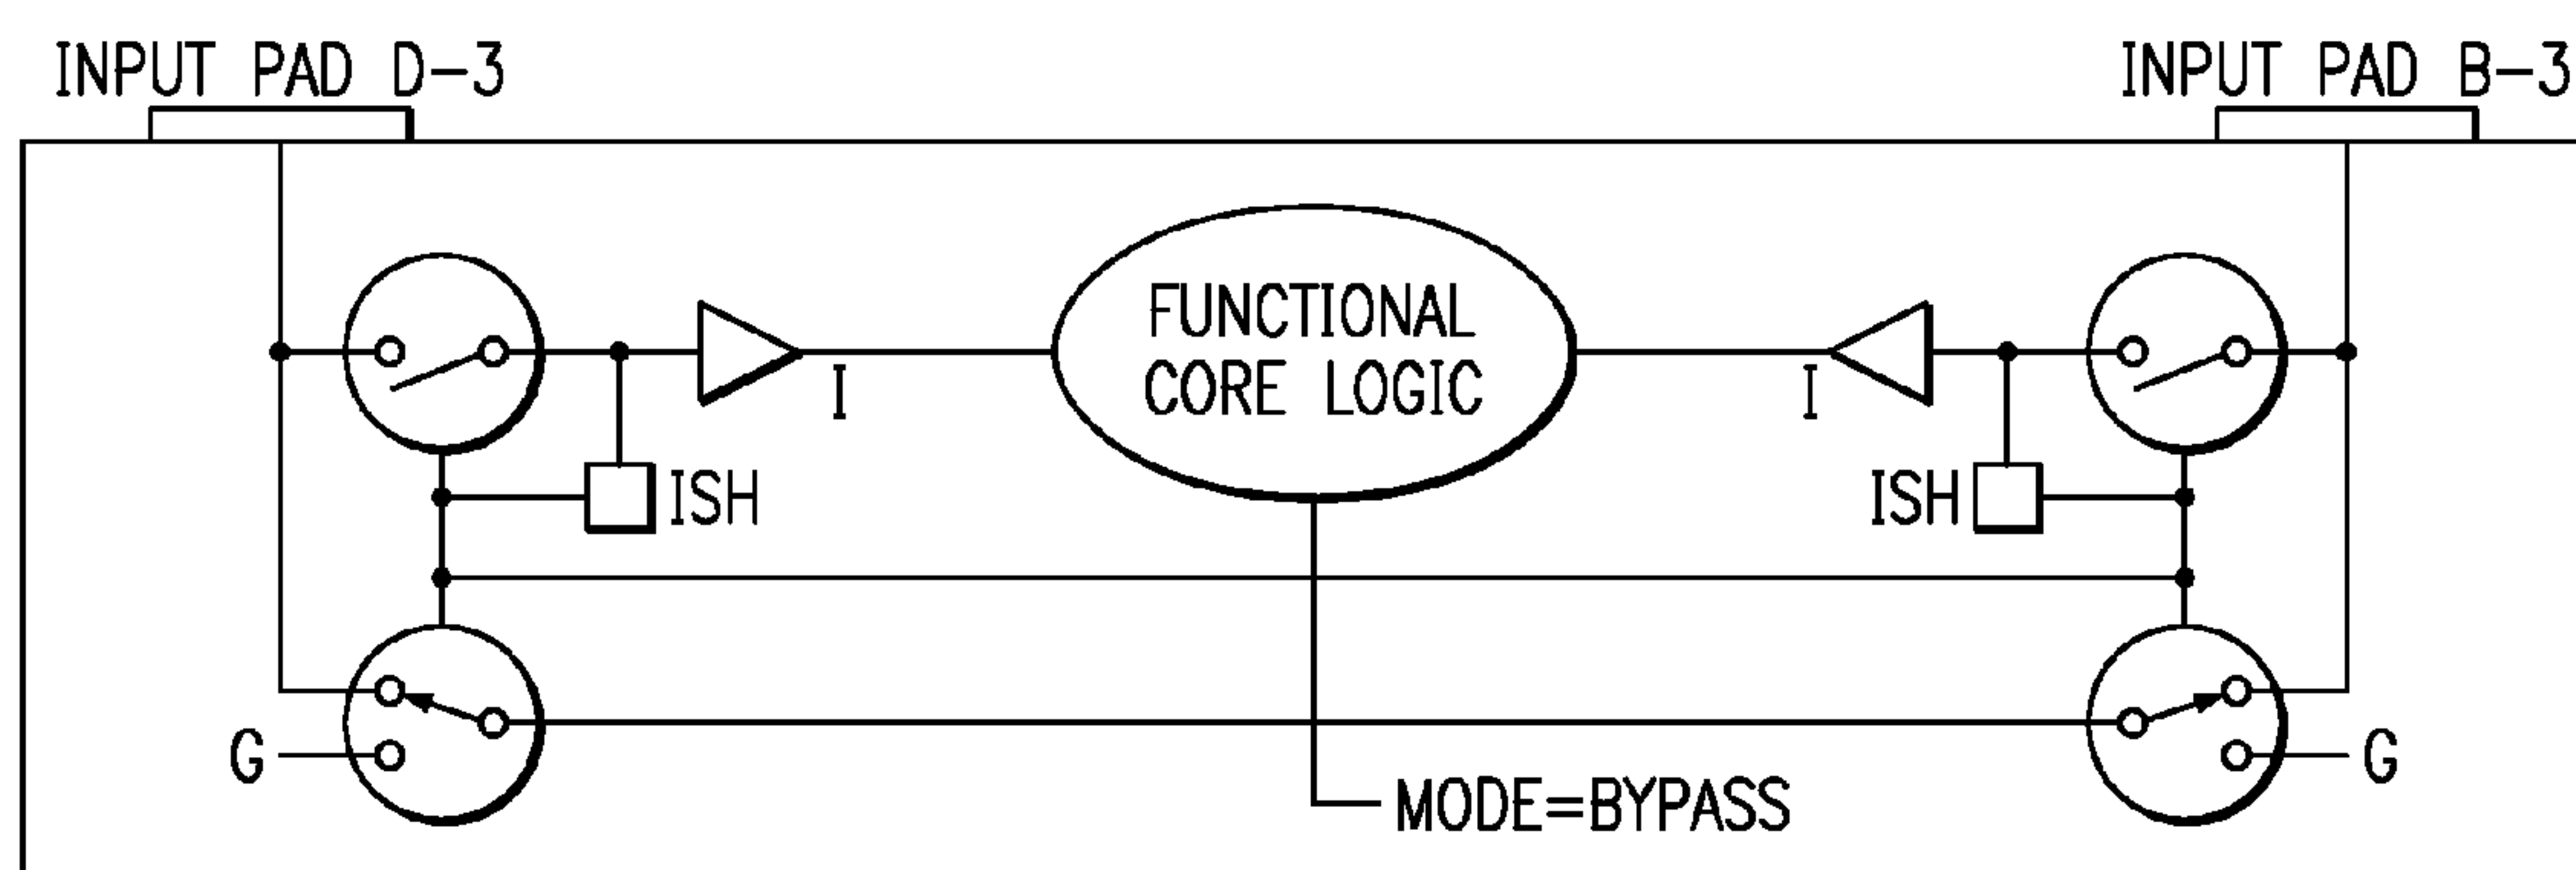 INPUT PAD D-3
INPUT PAD B-3
FUNCTIONAL
CORE LOGIC
I
I
ISH
ISH
G
G
MODE=BYPASS